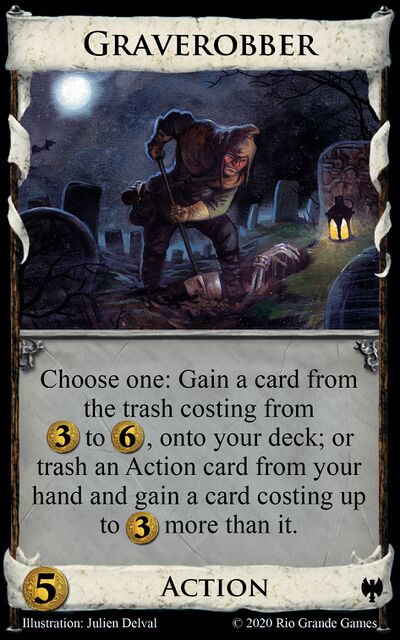 GRAVEROBBER
Choose one: Gain a card from
the trash costing from
3 to 6, onto your deck; or
trash an Action card from your
hand and gain a card costing up
to 3 more than it.
5 ACTION
Illustration: Julien Delval © 2020 Rio Grande Games